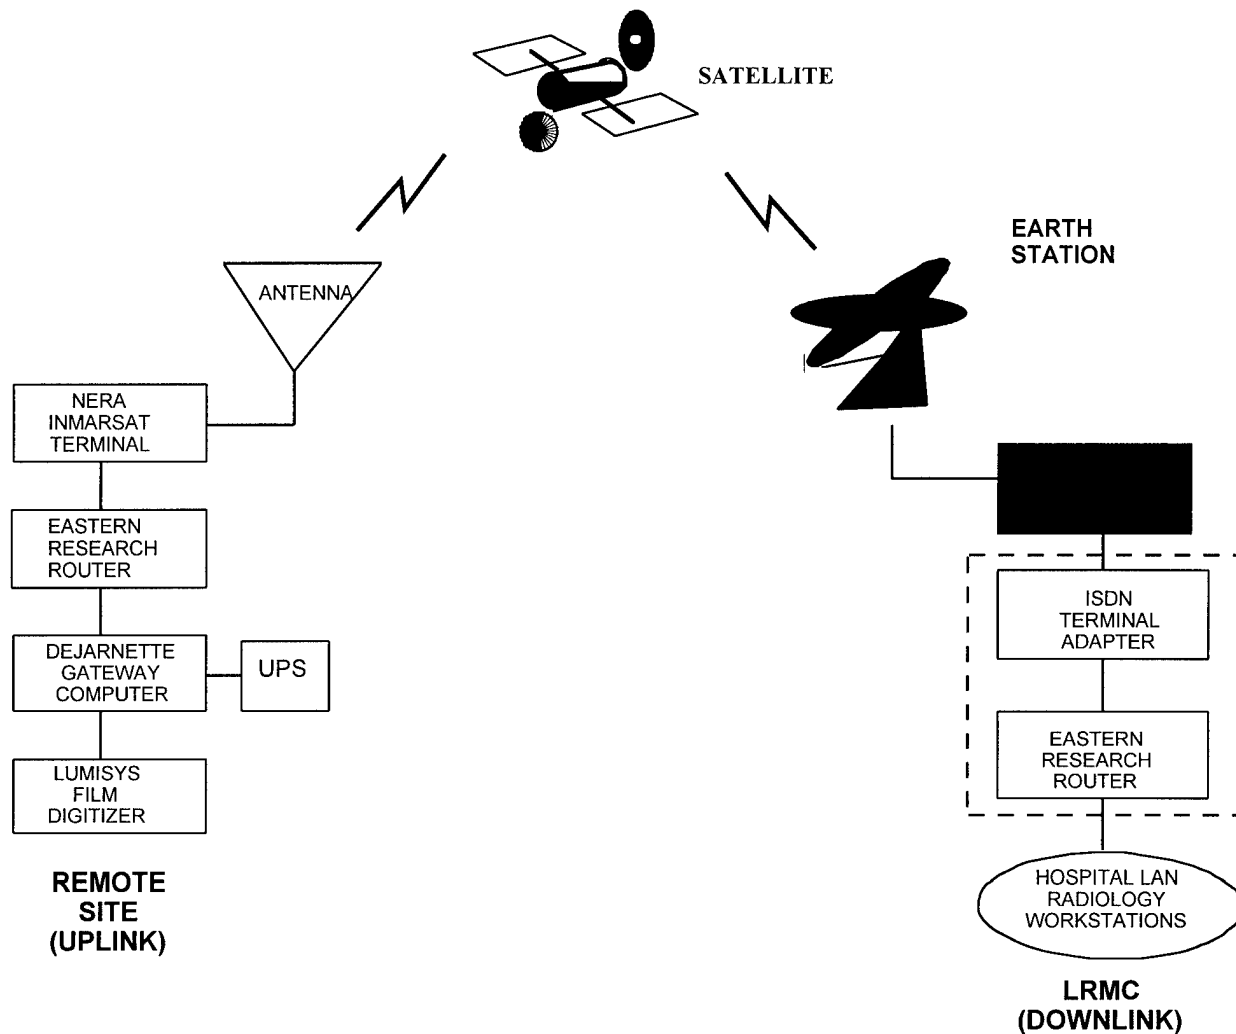 SATELLITE
EARTH
STATION
ANTENNA
NERA
INMARSAT
TERMINAL
EASTERN
RESEARCH
ROUTER
DEJARNETTE
GATEWAY
COMPUTER
UPS
LUMISYS
FILM
DIGITIZER
REMOTE
SITE
(UPLINK)
ISDN
TERMINAL
ADAPTER
EASTERN
RESEARCH
ROUTER
HOSPITAL LAN
RADIOLOGY
WORKSTATIONS
LRMC
(DOWNLINK)